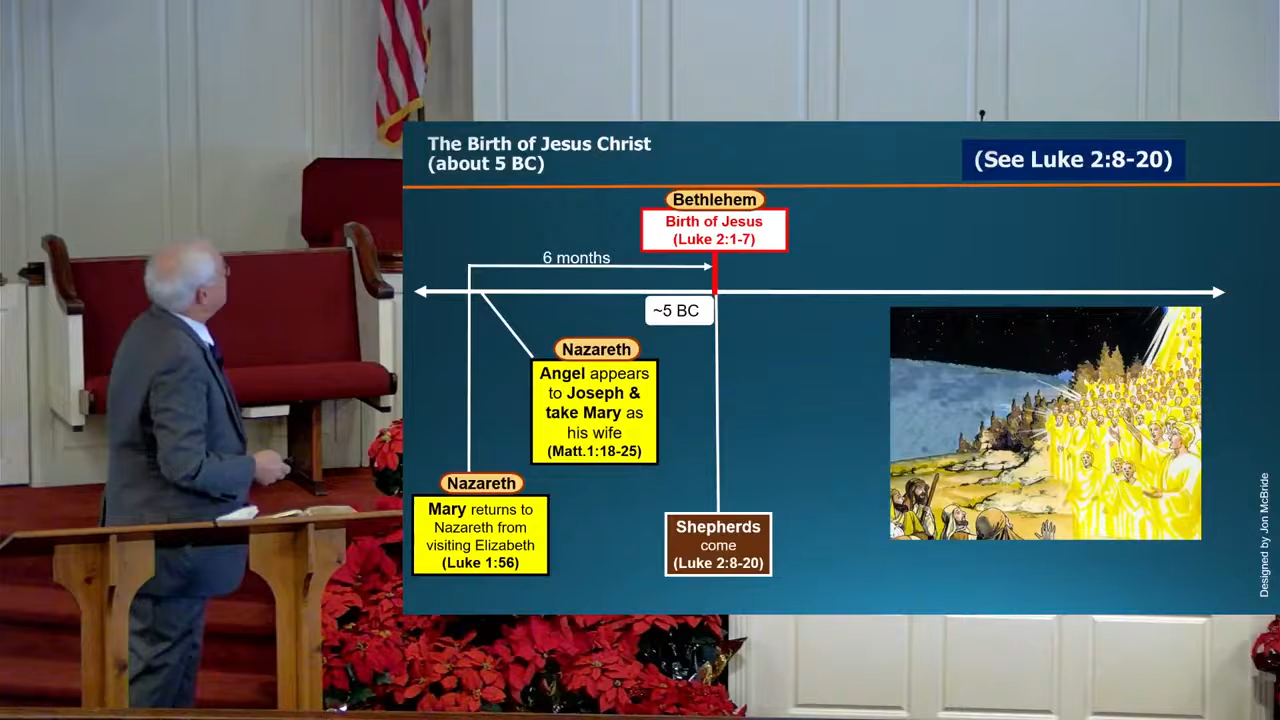 The Birth of Jesus Christ
(about 5 BC)
(See Luke 2:8-20)
Bethlehem
Birth of Jesus
(Luke 2:1-7)
6 months
~5 BC
Nazareth
Angel appears
to Joseph &
take Mary as
his wife
(Matt.1:18-25)
Nazareth
Mary returns to
Nazareth from
visiting Elizabeth
(Luke 1:56)
Shepherds
come
(Luke 2:8-20)
Designed by Jon McBride